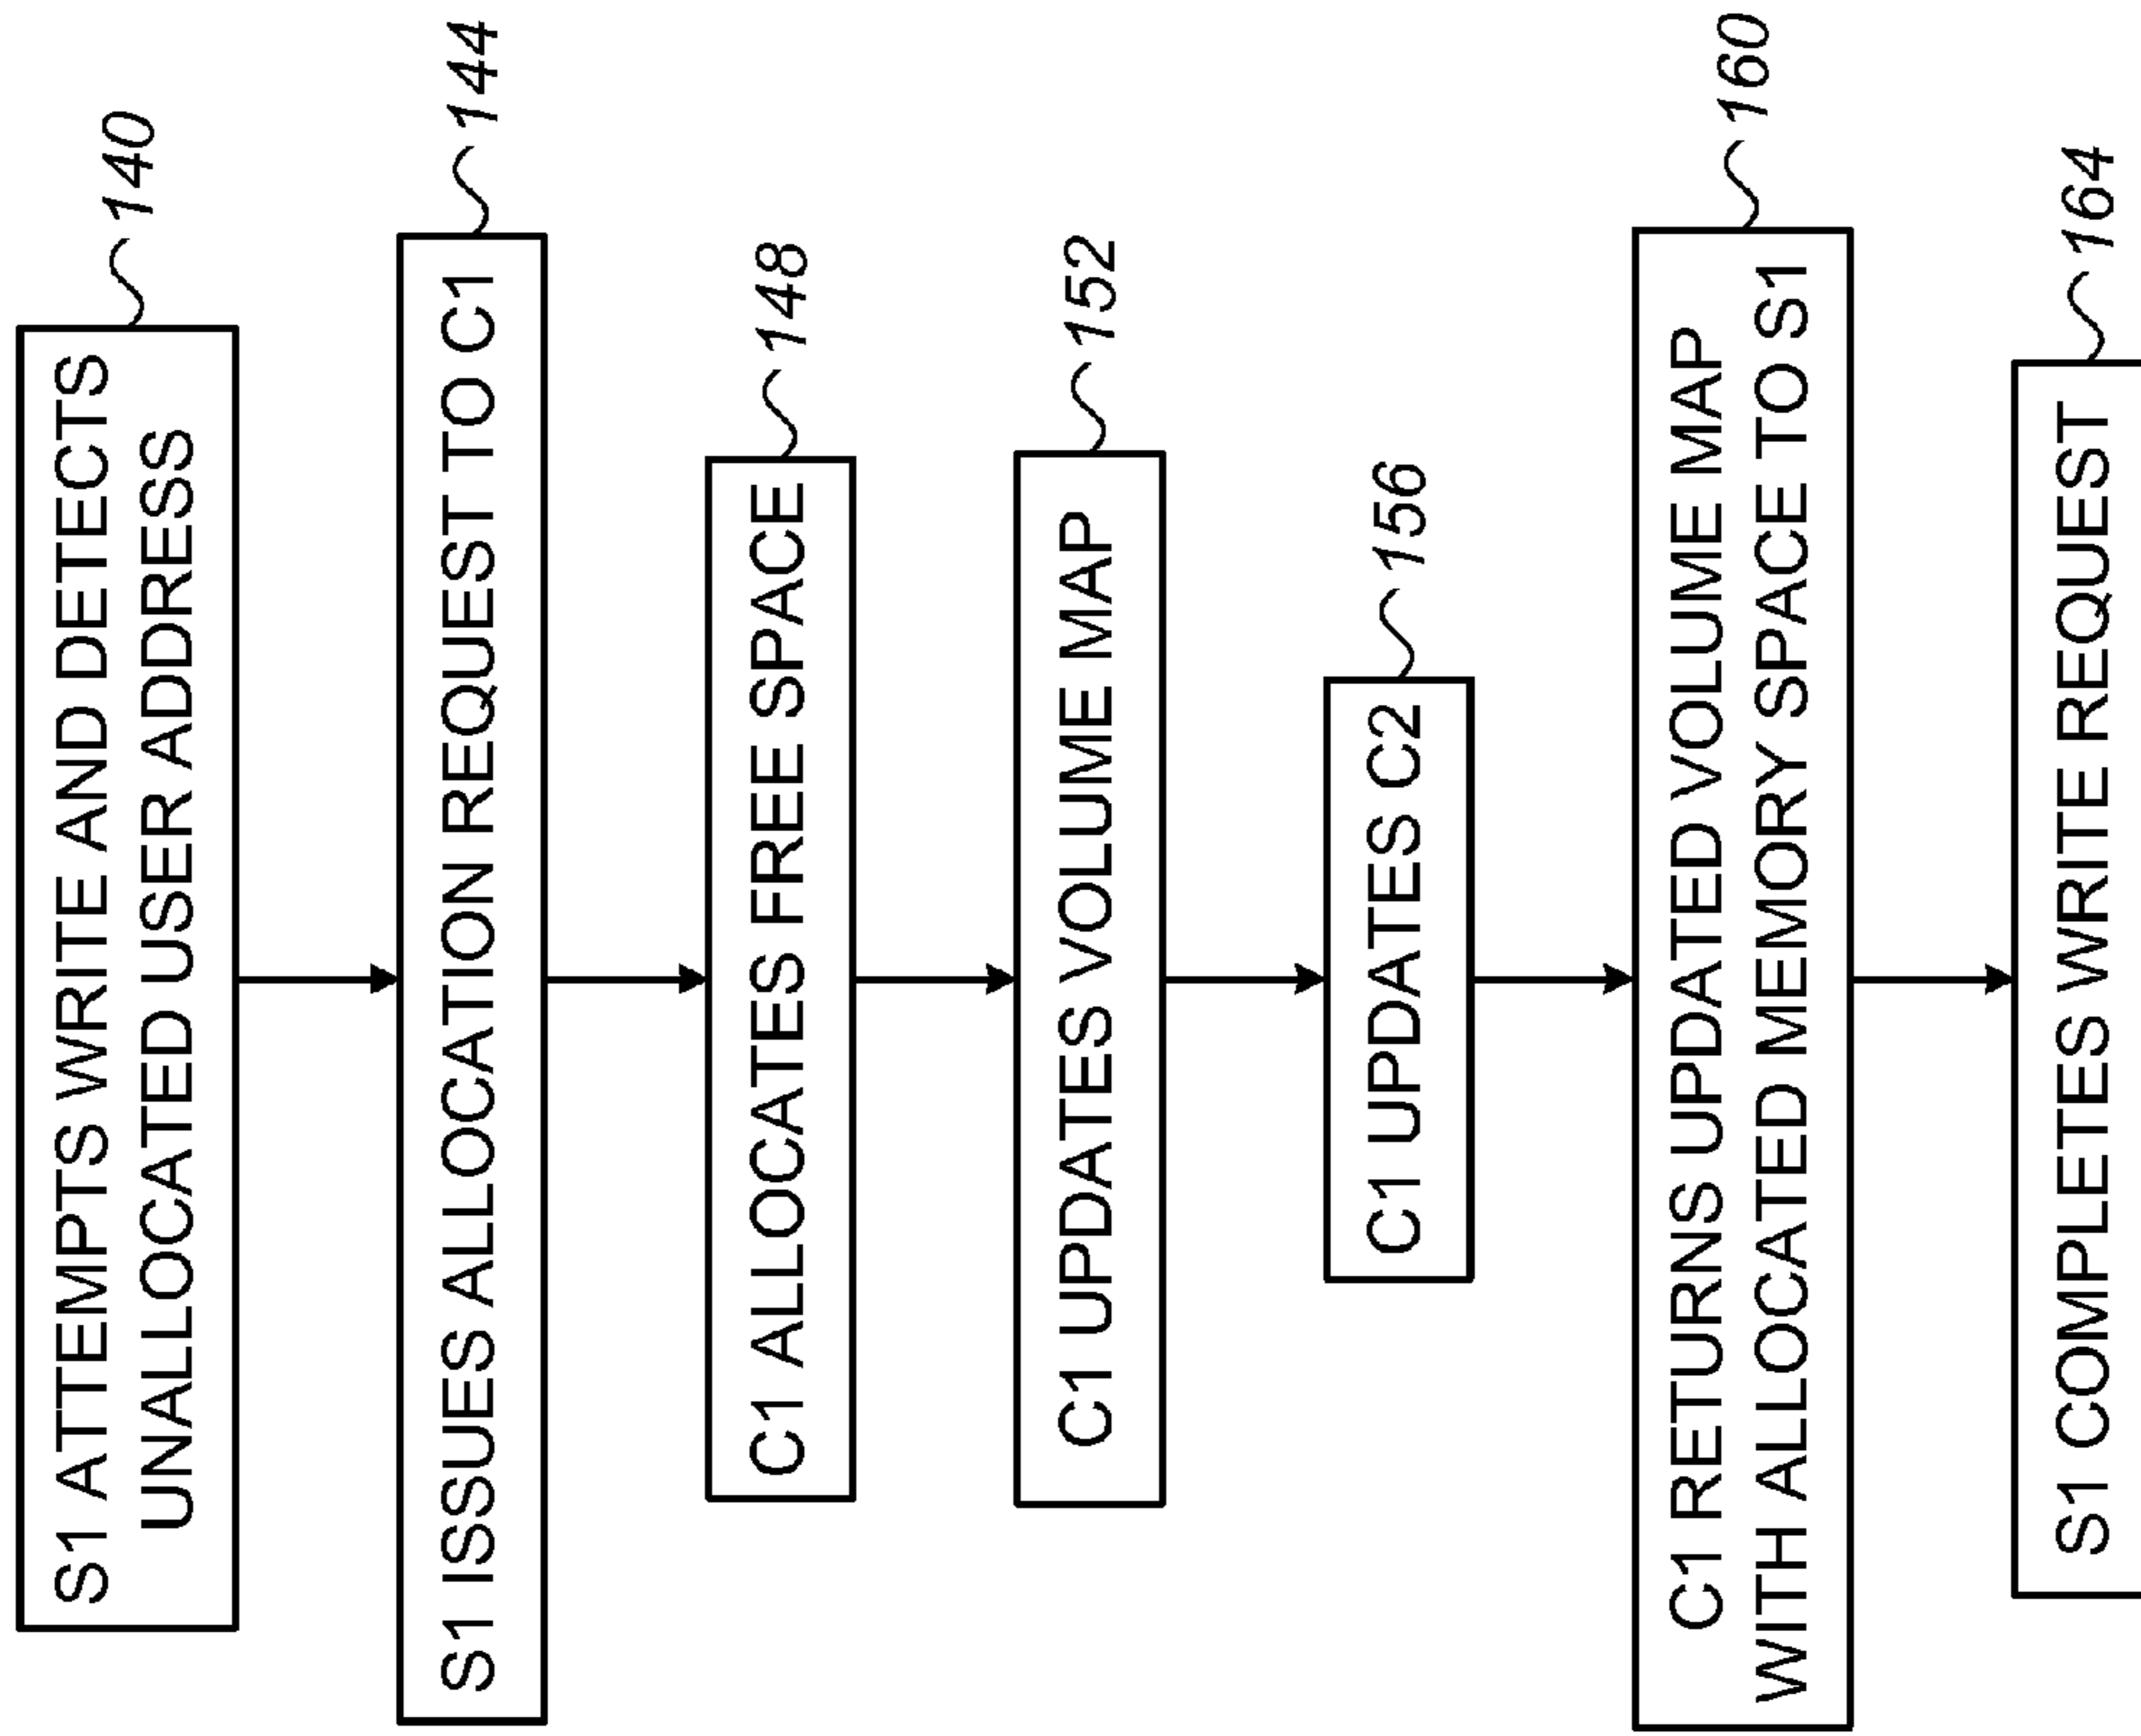 S1 ATTEMPTS WRITE AND DETECTS
UNALLOCATED USER ADDRESS
140
S1 ISSUES ALLOCATION REQUEST TO C1
144
C1 ALLOCATES FREE SPACE
148
C1 UPDATES VOLUME MAP
152
C1 UPDATES C2
156
C1 RETURNS UPDATED VOLUME MAP
WITH ALLOCATED MEMORY SPACE TO S1
160
S1 COMPLETES WRITE REQUEST
164